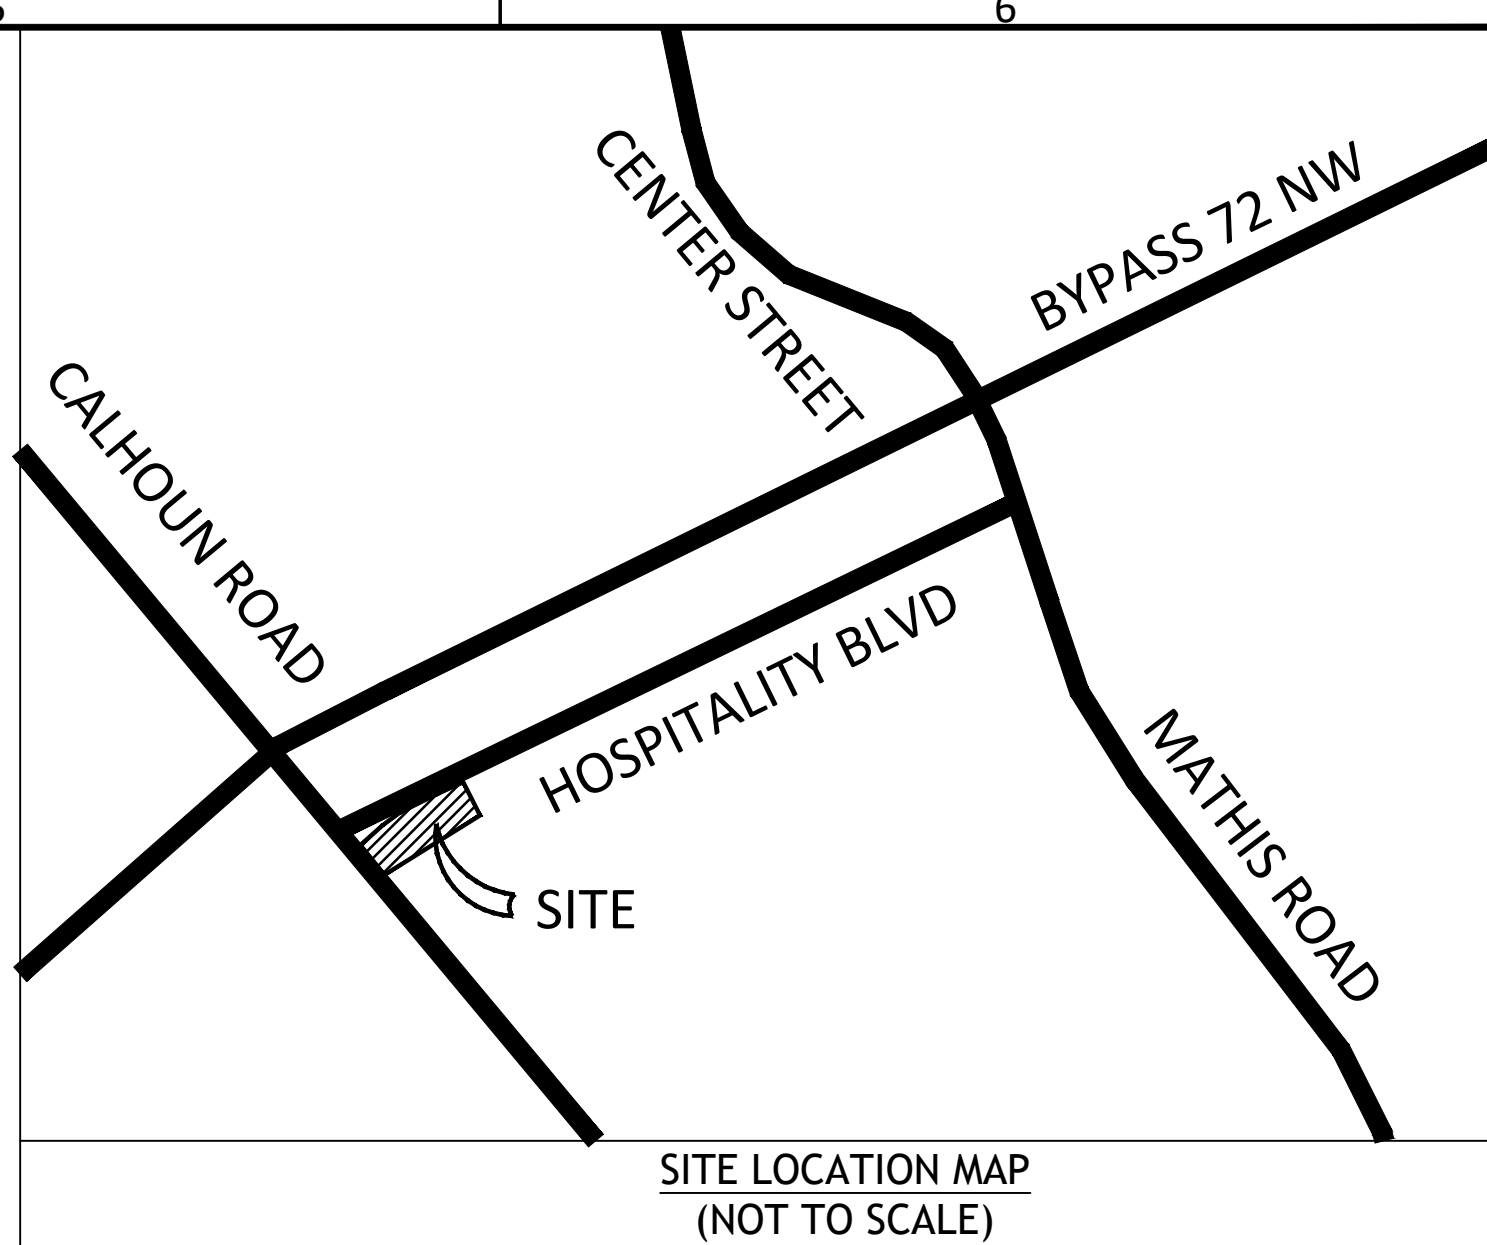 6
CENTER STREET
BYPASS 72 NW
CALHOUN ROAD
HOSPITALITY BLVD
MATHIS ROAD
SITE
SITE LOCATION MAP
(NOT TO SCALE)